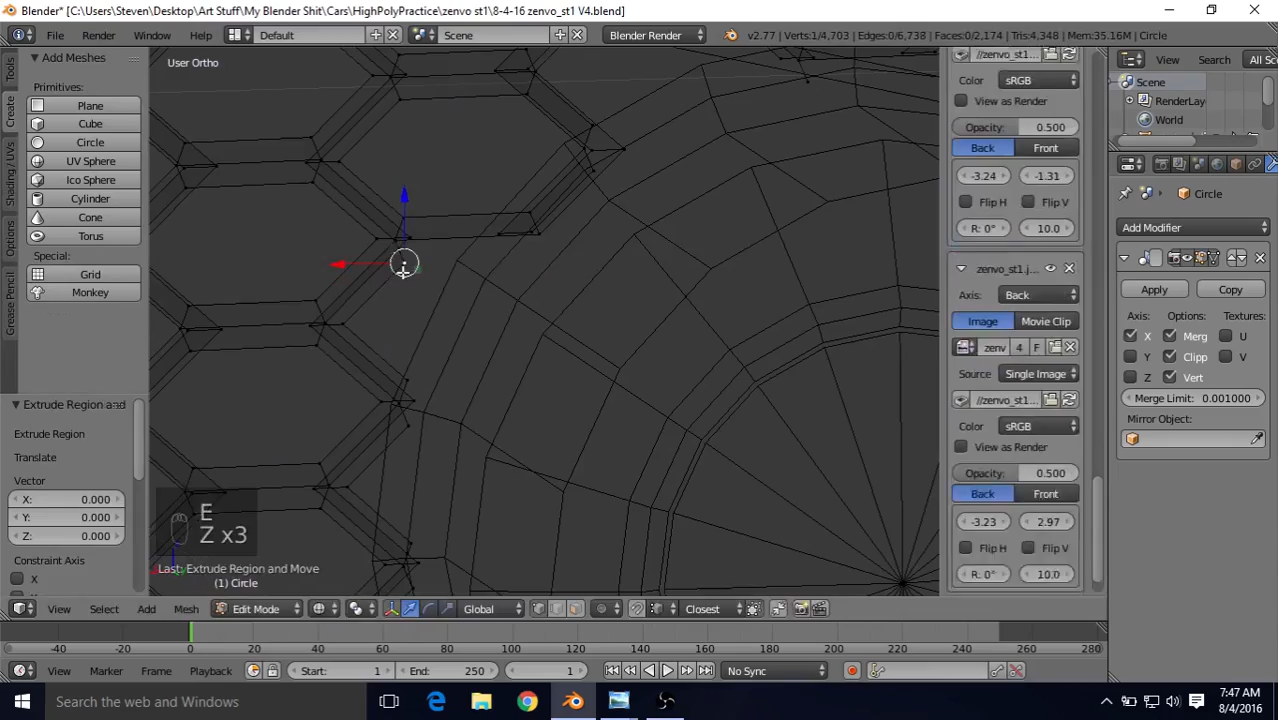 Blender* [C:\Users\Steven\Desktop\Art Stuff\My Blender Shit\Cars\HighPolyPractice\zenvo st1\8-4-16 zenvo_st1 V4.blend]
File Render Window Help Default Scene Blender Render v2.77 | Verts:1/4,703 | Edges:0/6,738 | Faces:0/2,174 | Tris:4,348 | Mem:35.16M | Circle
Tools
Create
Shading / UVs
Options
Grease Pencil
Add Meshes
Primitives:
Plane
Cube
Circle
UV Sphere
Ico Sphere
Cylinder
Cone
Torus
Special:
Grid
Monkey
Extrude Region and
Extrude Region
Translate
Vector
X: 0.000
Y: 0.000
Z: 0.000
Constraint Axis
X
User Ortho
E
Z x3
Last: Extrude Region and Move
(1) Circle
//zenvo_st1...
Color sRGB
View as Render
Opacity: 0.500
Back Front
-3.24 -1.31
Flip H Flip V
R: 0° 10.0
zenvo_st1.j...
Axis: Back
Image Movie Clip
zenv 4 F
Source Single Image
//zenvo_st1...
Color sRGB
View as Render
Opacity: 0.500
Back Front
-3.23 2.97
Flip H Flip V
R: 0° 10.0
View Search All Sc
Scene
RenderLay
World
Circle
Add Modifier
Apply Copy
Axis: Options: Textures:
X Merg U
Y Clipp V
Z Vert
Merge Limit: 0.001000
Mirror Object:
View Select Add Mesh Edit Mode Global Closest
-40 -20 0 20 40 60 80 100 120 140 160 180 200 220 240 260 280
View Marker Frame Playback Start: 1 End: 250 1 No Sync
Search the web and Windows
7:47 AM
8/4/2016